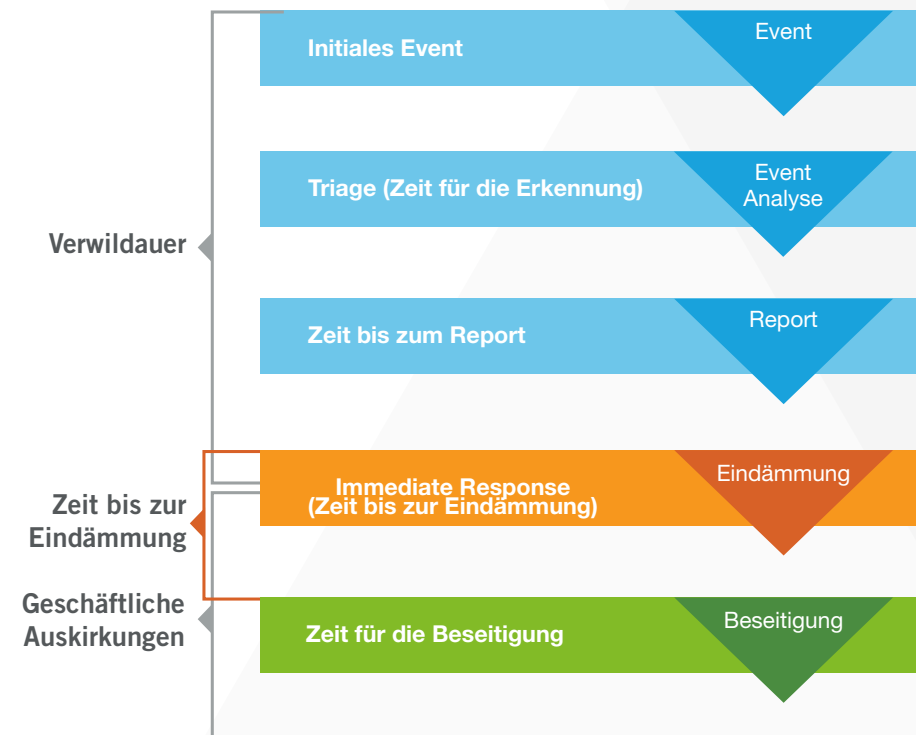 Initiales Event
Event
Triage (Zeit für die Erkennung)
Event
Analyse
Verwildauer
Zeit bis zum Report
Report
Immediate Response
(Zeit bis zur Eindämmung)
Eindämmung
Zeit bis zur
Eindämmung
Geschäftliche
Auskirkungen
Zeit für die Beseitigung
Beseitigung